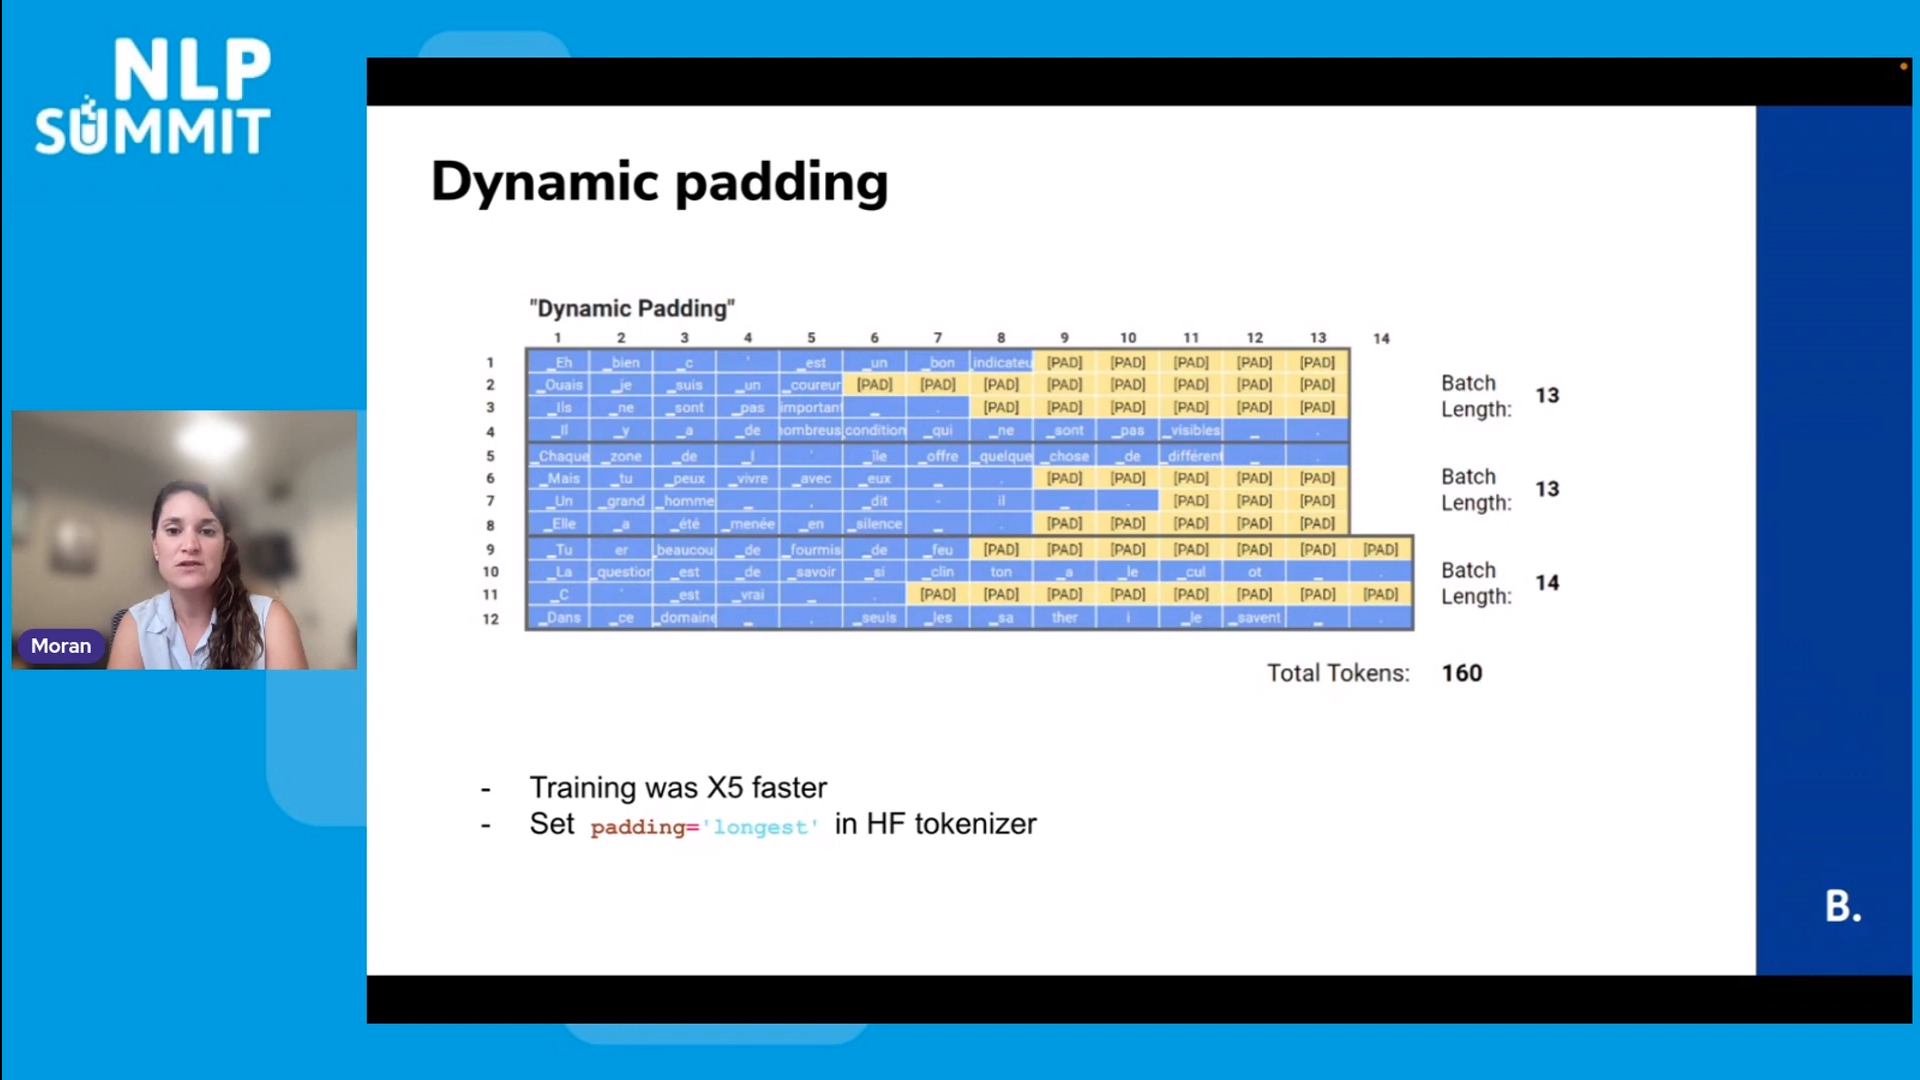 NLP
SUMMIT
Dynamic padding
"Dynamic Padding"
1 2 3 4 5 6 7 8 9 10 11 12 13 14
1 _Eh _bien _c ' _est _un _bon indicateu [PAD] [PAD] [PAD] [PAD] [PAD]
2 _Ouais _je _suis _un _coureur [PAD] [PAD] [PAD] [PAD] [PAD] [PAD] [PAD] [PAD]
3 _Ils _ne _sont _pas important _ . [PAD] [PAD] [PAD] [PAD] [PAD] [PAD]
4 _Il _y _a _de nombreus condition _qui _ne _sont _pas _visibles _ .
Batch
Length: 13
5 _Chaque _zone _de _l ' _île _offre _quelque _chose _de _différent _ .
6 _Mais _tu _peux _vivre _avec _eux _ . [PAD] [PAD] [PAD] [PAD] [PAD]
7 _Un _grand _homme _ , _dit - il _ . [PAD] [PAD] [PAD]
8 _Elle _a _été _menée _en _silence _ . [PAD] [PAD] [PAD] [PAD] [PAD]
Batch
Length: 13
9 _Tu er beaucou _de _fourmis _de _feu [PAD] [PAD] [PAD] [PAD] [PAD] [PAD] [PAD]
10 _La _question _est _de _savoir _si _clin ton _a _le _cul ot _ .
11 _C ' _est _vrai _ . [PAD] [PAD] [PAD] [PAD] [PAD] [PAD] [PAD] [PAD]
12 _Dans _ce _domaine _ , _seuls _les _sa ther i _le _savent _ .
Batch
Length: 14
Total Tokens: 160
- Training was X5 faster
- Set padding='longest' in HF tokenizer
Moran
B.